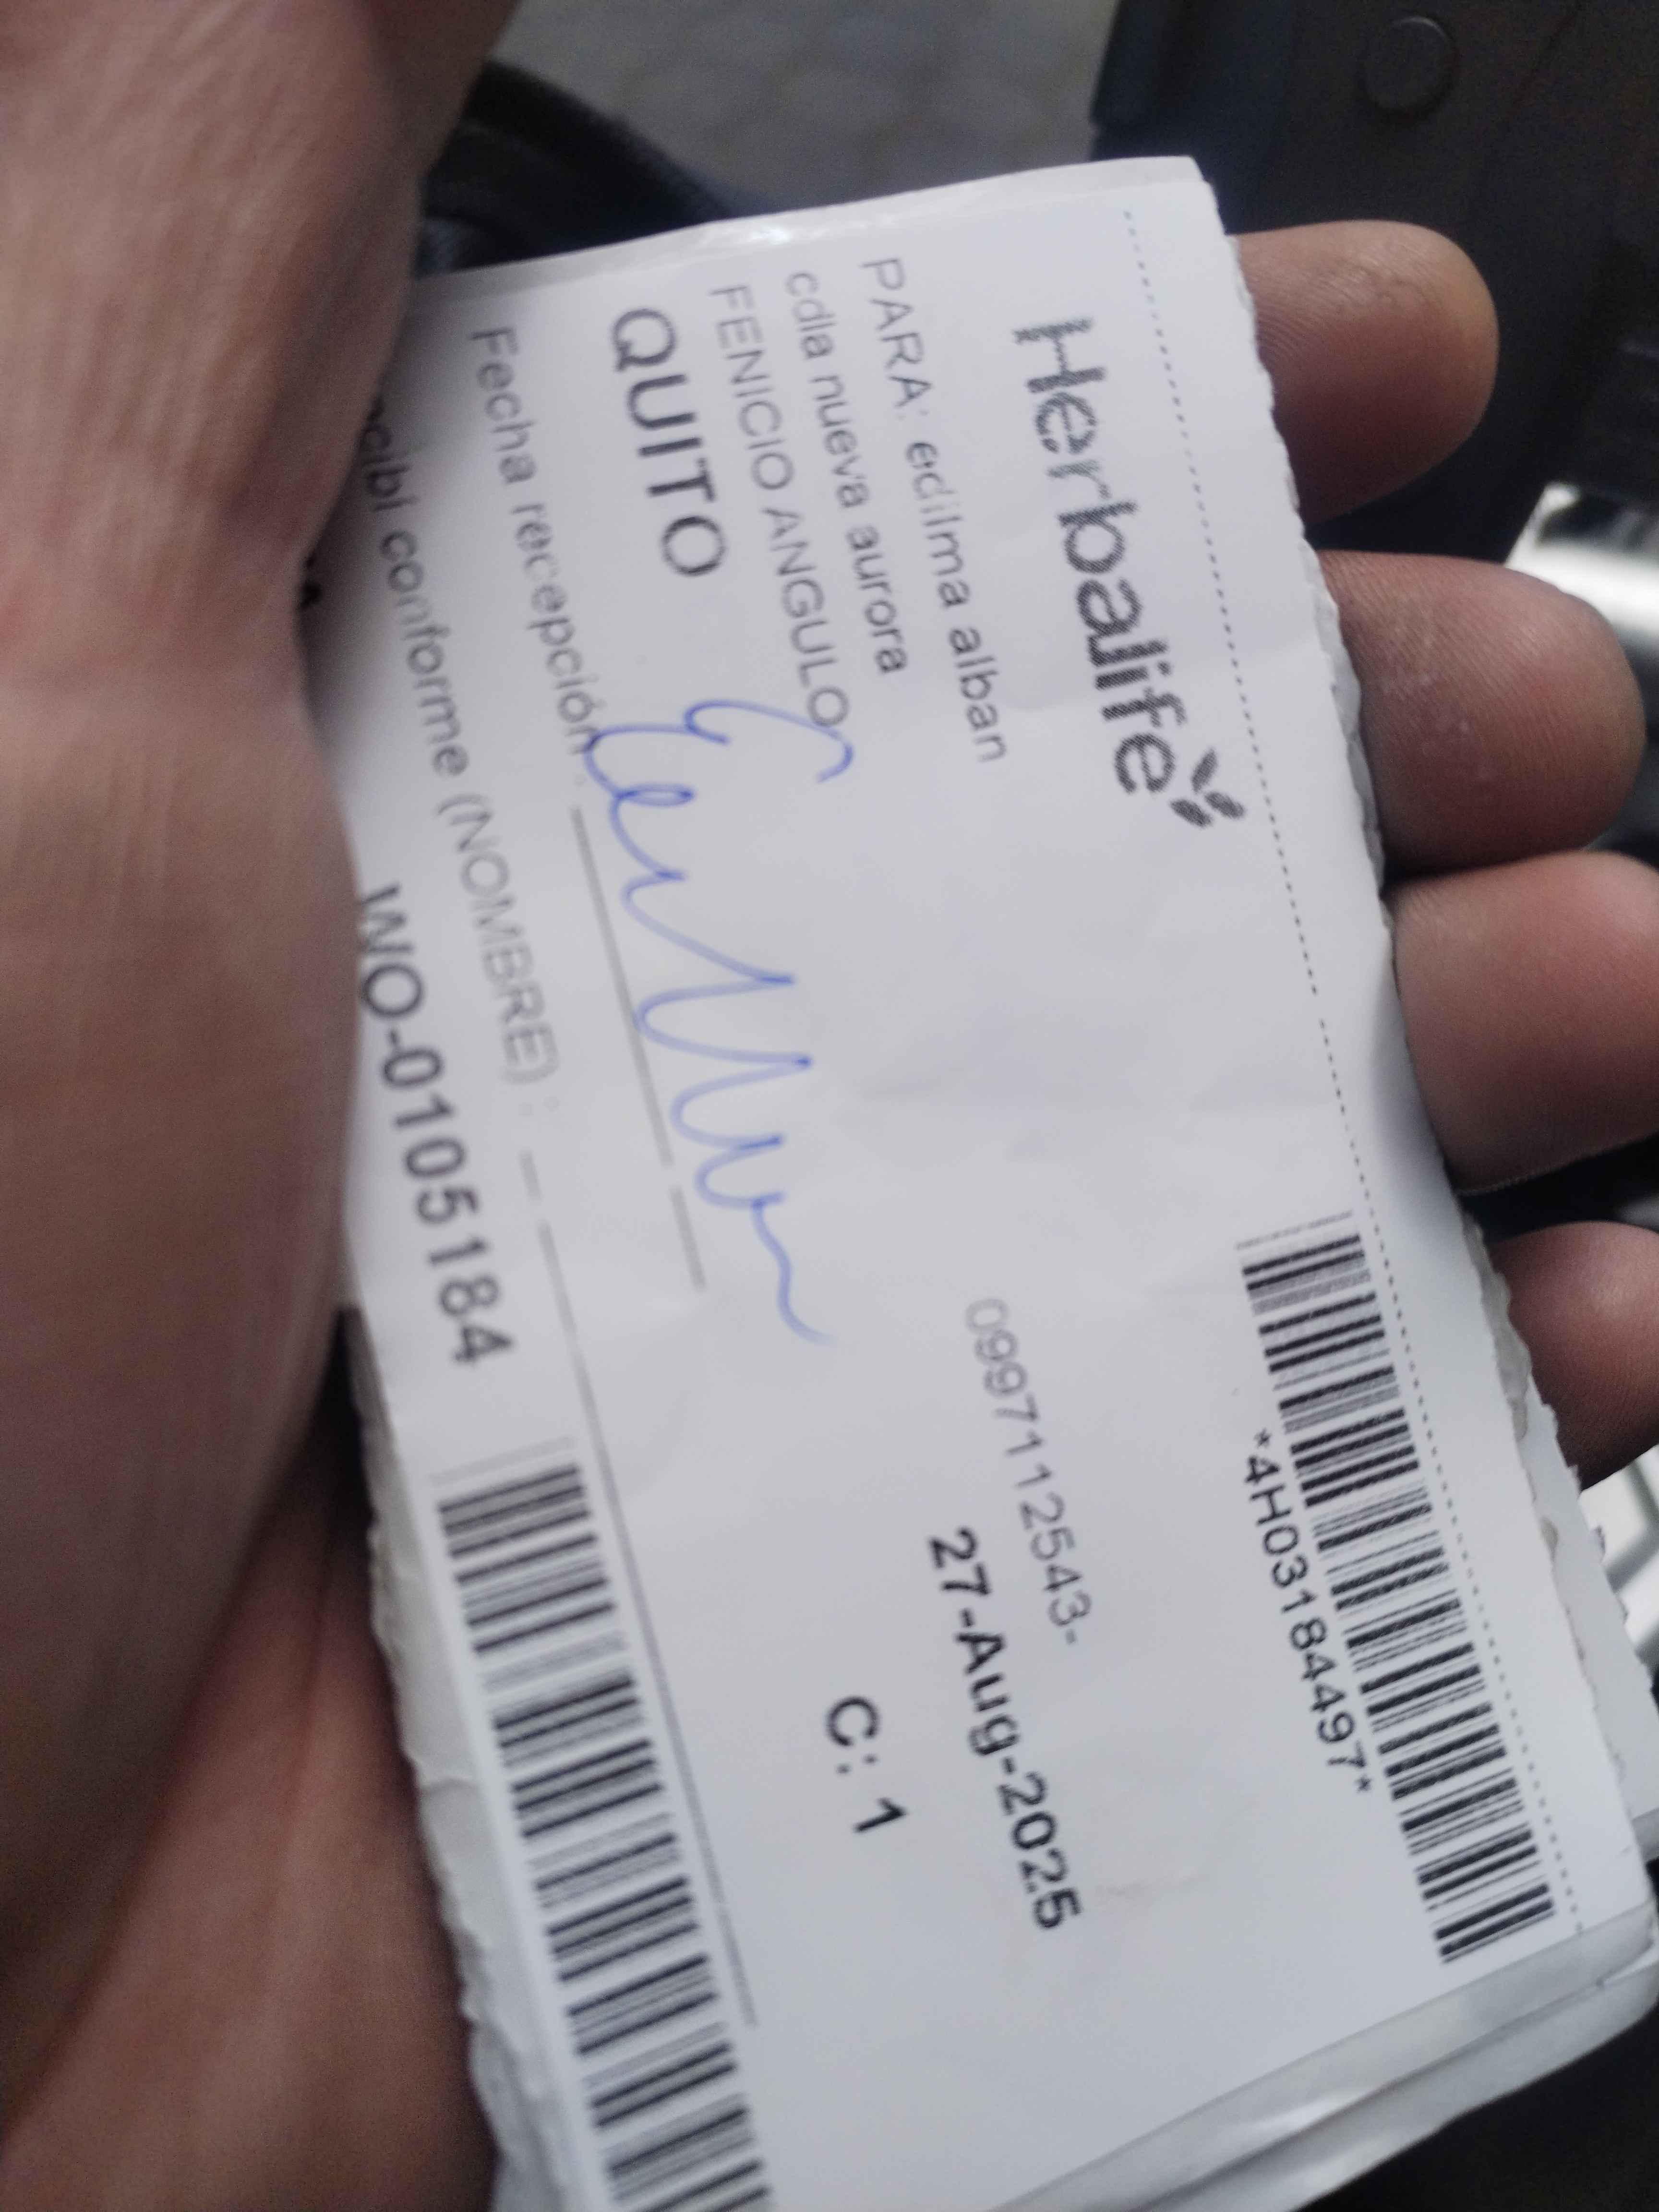 Herbalife
*4H03184497*
PARA: edilma alban
0997112543-
cdla nueva aurora
27-Aug-2025
FENICIO ANGULO
QUITO
C: 1
Fecha recepción:
conforme (NOMBRE) :
WO-0105184